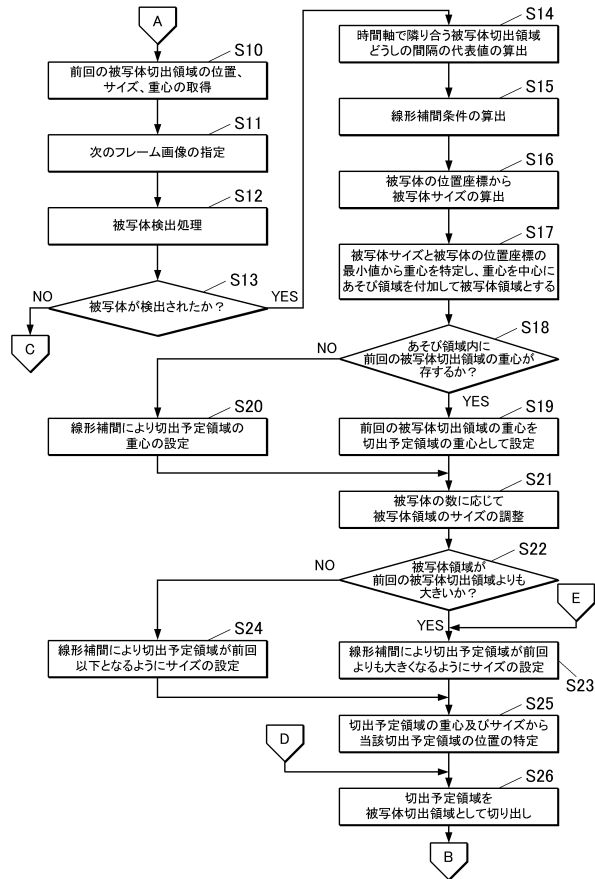 A
S10
前回の被写体切出領域の位置、
サイズ、重心の取得
S11
次のフレーム画像の指定
S12
被写体検出処理
S13
被写体が検出されたか?
NO
YES
C
S14
時間軸で隣り合う被写体切出領域
どうしの間隔の代表値の算出
S15
線形補間条件の算出
S16
被写体の位置座標から
被写体サイズの算出
S17
被写体サイズと被写体の位置座標の
最小値から重心を特定し、重心を中心に
あそび領域を付加して被写体領域とする
S18
あそび領域内に
前回の被写体切出領域の重心が
存するか?
NO
YES
S20
線形補間により切出予定領域の
重心の設定
S19
前回の被写体切出領域の重心を
切出予定領域の重心として設定
S21
被写体の数に応じて
被写体領域のサイズの調整
S22
被写体領域が
前回の被写体切出領域よりも
大きいか?
NO
YES
E
S24
線形補間により切出予定領域が前回
以下となるようにサイズの設定
線形補間により切出予定領域が前回
よりも大きくなるようにサイズの設定
S23
S25
切出予定領域の重心及びサイズから
当該切出予定領域の位置の特定
D
S26
切出予定領域を
被写体切出領域として切り出し
B